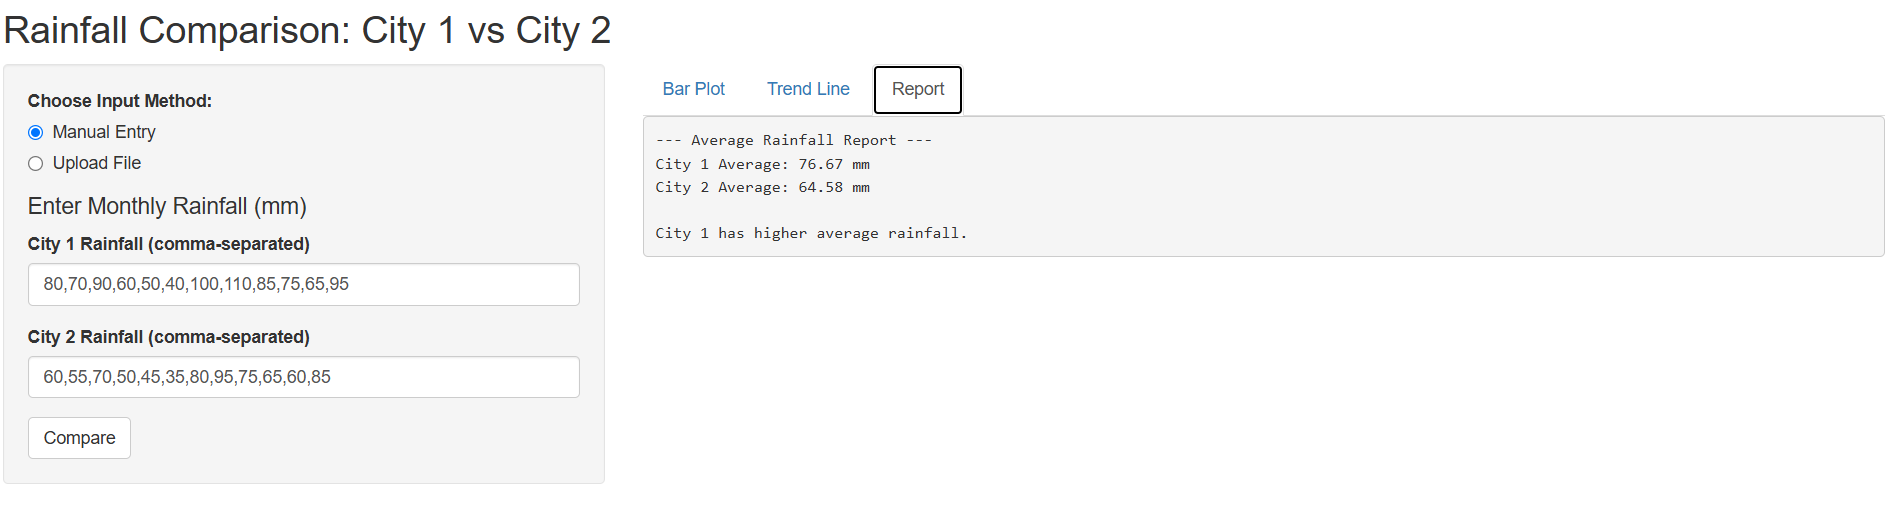 Rainfall Comparison: City 1 vs City 2
Choose Input Method:
Manual Entry
Upload File
Enter Monthly Rainfall (mm)
City 1 Rainfall (comma-separated)
80,70,90,60,50,40,100,110,85,75,65,95
City 2 Rainfall (comma-separated)
60,55,70,50,45,35,80,95,75,65,60,85
Compare
Bar Plot
Trend Line
Report
--- Average Rainfall Report ---
City 1 Average: 76.67 mm
City 2 Average: 64.58 mm
City 1 has higher average rainfall.